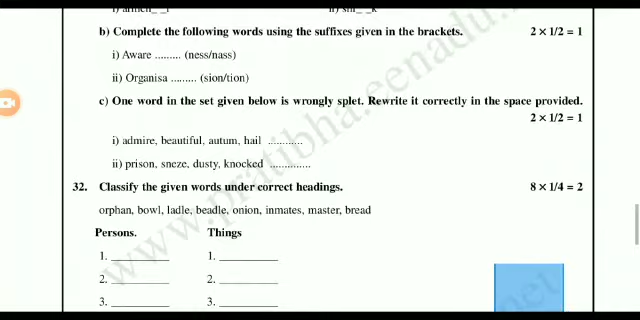 b) Complete the following words using the suffixes given in the brackets. 2 × 1/2 = 1
i) Aware ......... (ness/nass)
ii) Organisa ......... (sion/tion)
c) One word in the set given below is wrongly splet. Rewrite it correctly in the space provided.
2 × 1/2 = 1
i) admire, beautiful, autum, hail ............
ii) prison, sneze, dusty, knocked ..............
32. Classify the given words under correct headings. 8 × 1/4 = 2
orphan, bowl, ladle, beadle, onion, inmates, master, bread
Persons. Things
1. __________ 1. __________
2. __________ 2. __________
3. __________ 3. __________
www.pratibha.eenadu.net